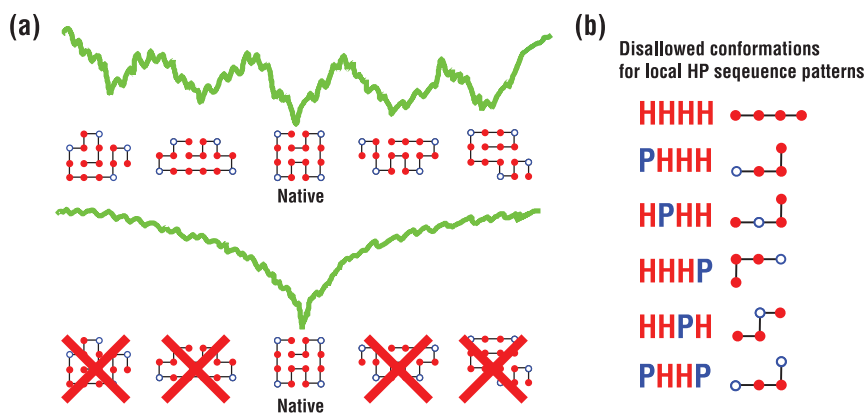 (a)
Native
Native
(b)
Disallowed conformations
for local HP seqeuence patterns
HHHH
PHHH
HPHH
HHHP
HHPH
PHHP